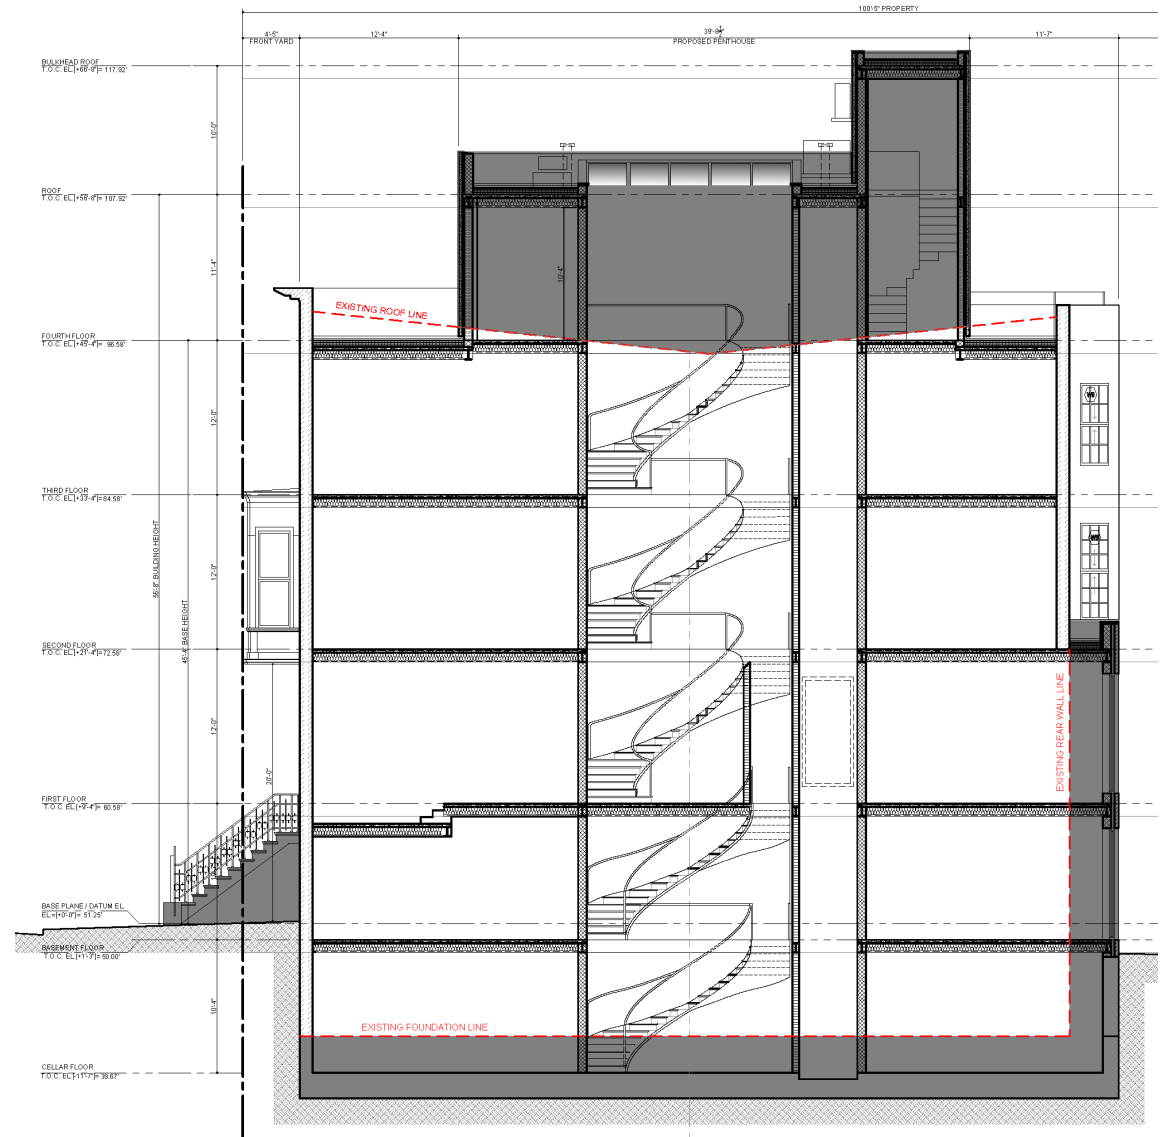 100'-5" PROPERTY
4'-5"
12'-4"
39'-8½"
11'-7"
FRONT YARD
PROPOSED PENTHOUSE
BULKHEAD ROOF
T.O.C. EL.[+66'-8"]= 117.92'
10'-0"
ROOF
T.O.C. EL.[+56'-8"]= 107.92'
11'-4"
10'-4"
EXISTING ROOF LINE
FOURTH FLOOR
T.O.C. EL.[+45'-4"]= 96.58'
12'-0"
THIRD FLOOR
T.O.C. EL.[+33'-4"]= 84.58'
12'-0"
56'-8" BUILDING HEIGHT
45'-4" BASE HEIGHT
SECOND FLOOR
T.O.C. EL.[+21'-4"]=72.58'
12'-0"
20'-0"
EXISTING REAR WALL LINE
FIRST FLOOR
T.O.C. EL.[+9'-4"]= 60.58'
BASE PLANE / DATUM EL.
EL=[+0'-0"]= 51.25'
BASEMENT FLOOR
T.O.C. EL.[+1'-3"]= 50.00'
10'-4"
EXISTING FOUNDATION LINE
CELLAR FLOOR
T.O.C. EL.[-11'-7"]= 39.67'